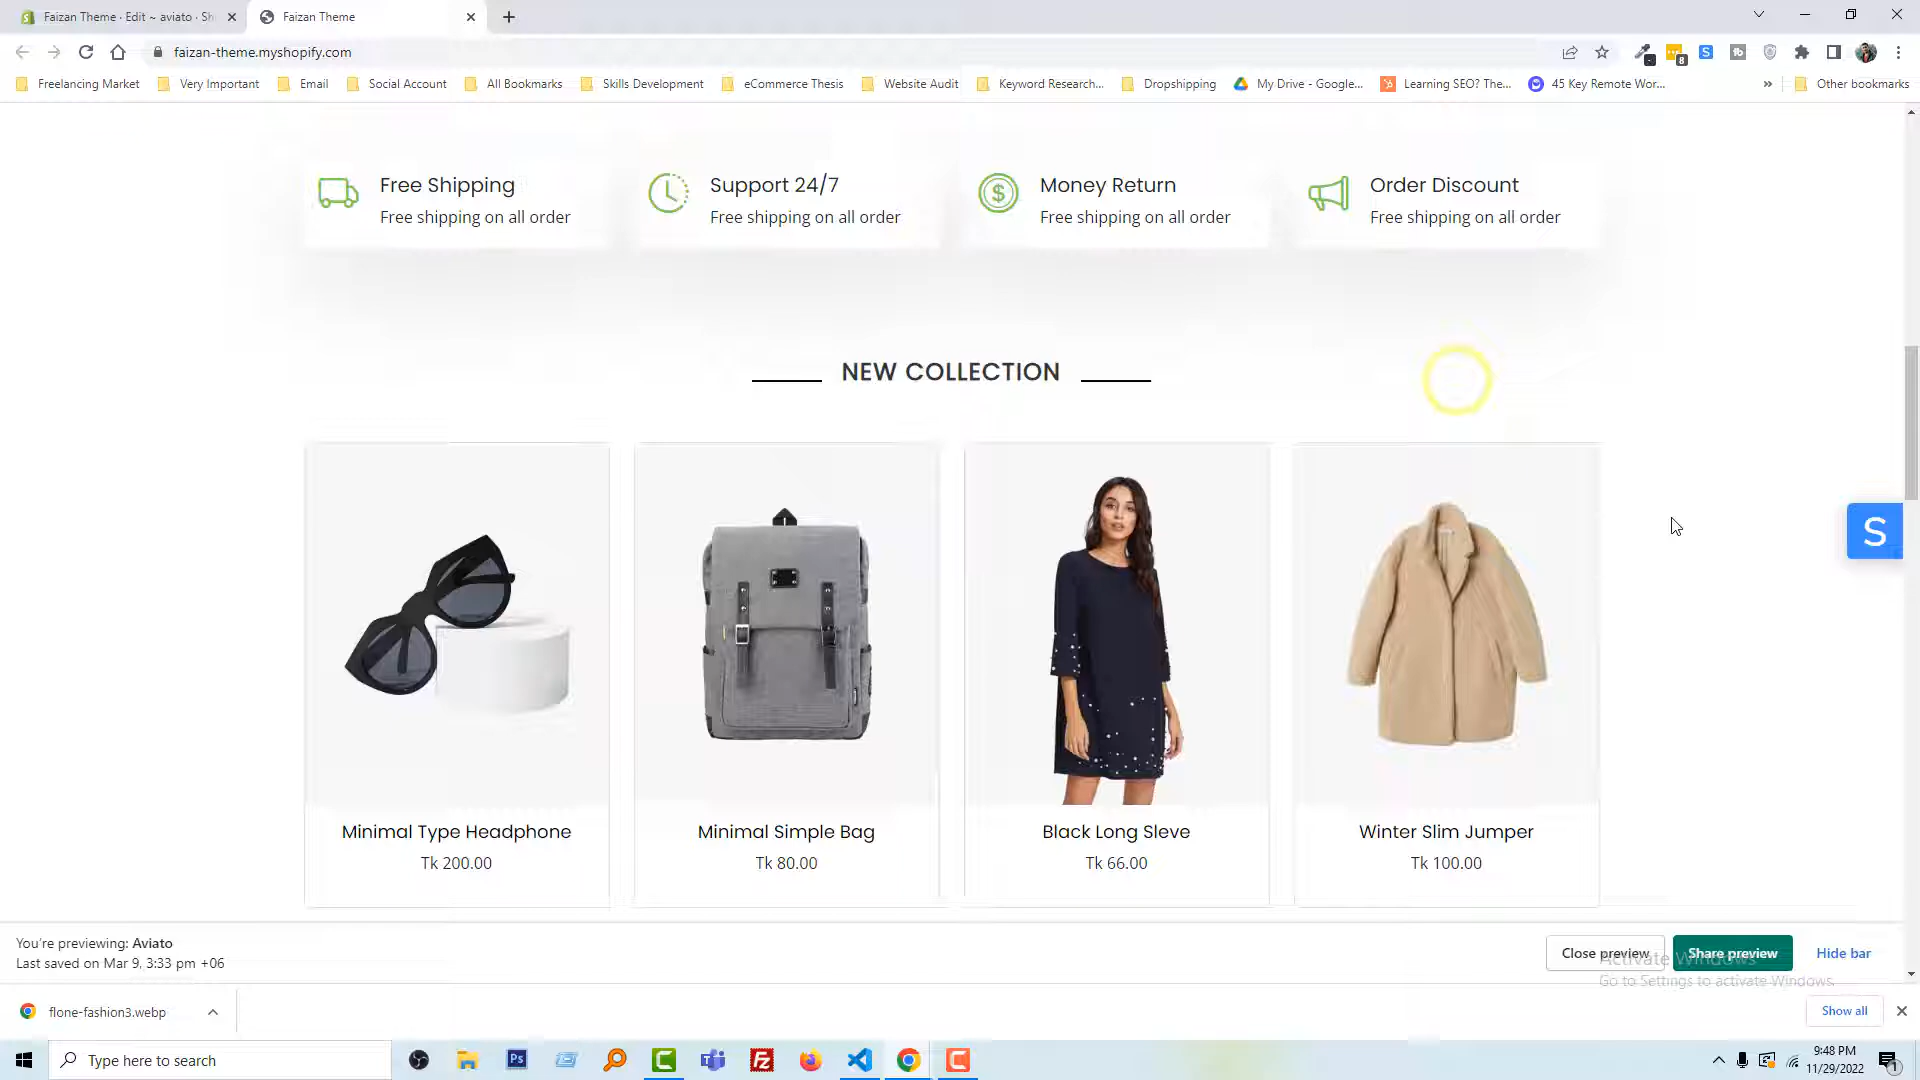 Faizan Theme · Edit ~ aviato · Sh
Faizan Theme
faizan-theme.myshopify.com
8
Freelancing Market
Very Important
Email
Social Account
All Bookmarks
Skills Development
eCommerce Thesis
Website Audit
Keyword Research...
Dropshipping
My Drive - Google...
Learning SEO? The...
45 Key Remote Wor...
Other bookmarks
Free Shipping
Free shipping on all order
Support 24/7
Free shipping on all order
Money Return
Free shipping on all order
Order Discount
Free shipping on all order
NEW COLLECTION
S
Minimal Type Headphone
Tk 200.00
Minimal Simple Bag
Tk 80.00
Black Long Sleve
Tk 66.00
Winter Slim Jumper
Tk 100.00
You're previewing: Aviato
Last saved on Mar 9, 3:33 pm +06
Close preview
Share preview
Hide bar
Activate Windows
Go to Settings to activate Windows.
flone-fashion3.webp
Show all
Type here to search
Ps
9:48 PM
11/29/2022
1